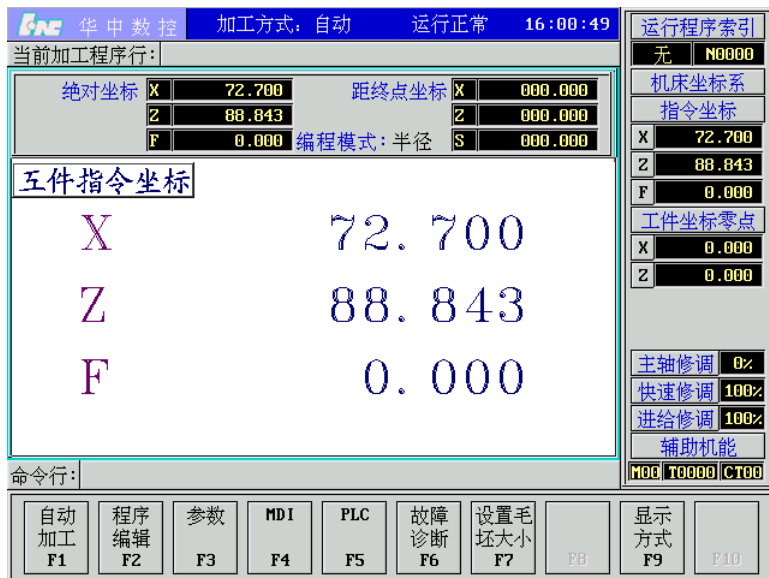 华中数控 加工方式：自动 运行正常 16:00:49
当前加工程序行:
绝对坐标 X 72.700 距终点坐标 X 000.000
Z 88.843 Z 000.000
F 0.000 编程模式:半径 S 000.000
工件指令坐标
X 72.700
Z 88.843
F 0.000
命令行:
运行程序索引
无 N0000
机床坐标系
指令坐标
X 72.700
Z 88.843
F 0.000
工件坐标零点
X 0.000
Z 0.000
主轴修调 0%
快速修调 100%
进给修调 100%
辅助机能
M00 T0000 CT00
自动加工 F1
程序编辑 F2
参数 F3
MDI F4
PLC F5
故障诊断 F6
设置毛坯大小 F7
F8
显示方式 F9
F10